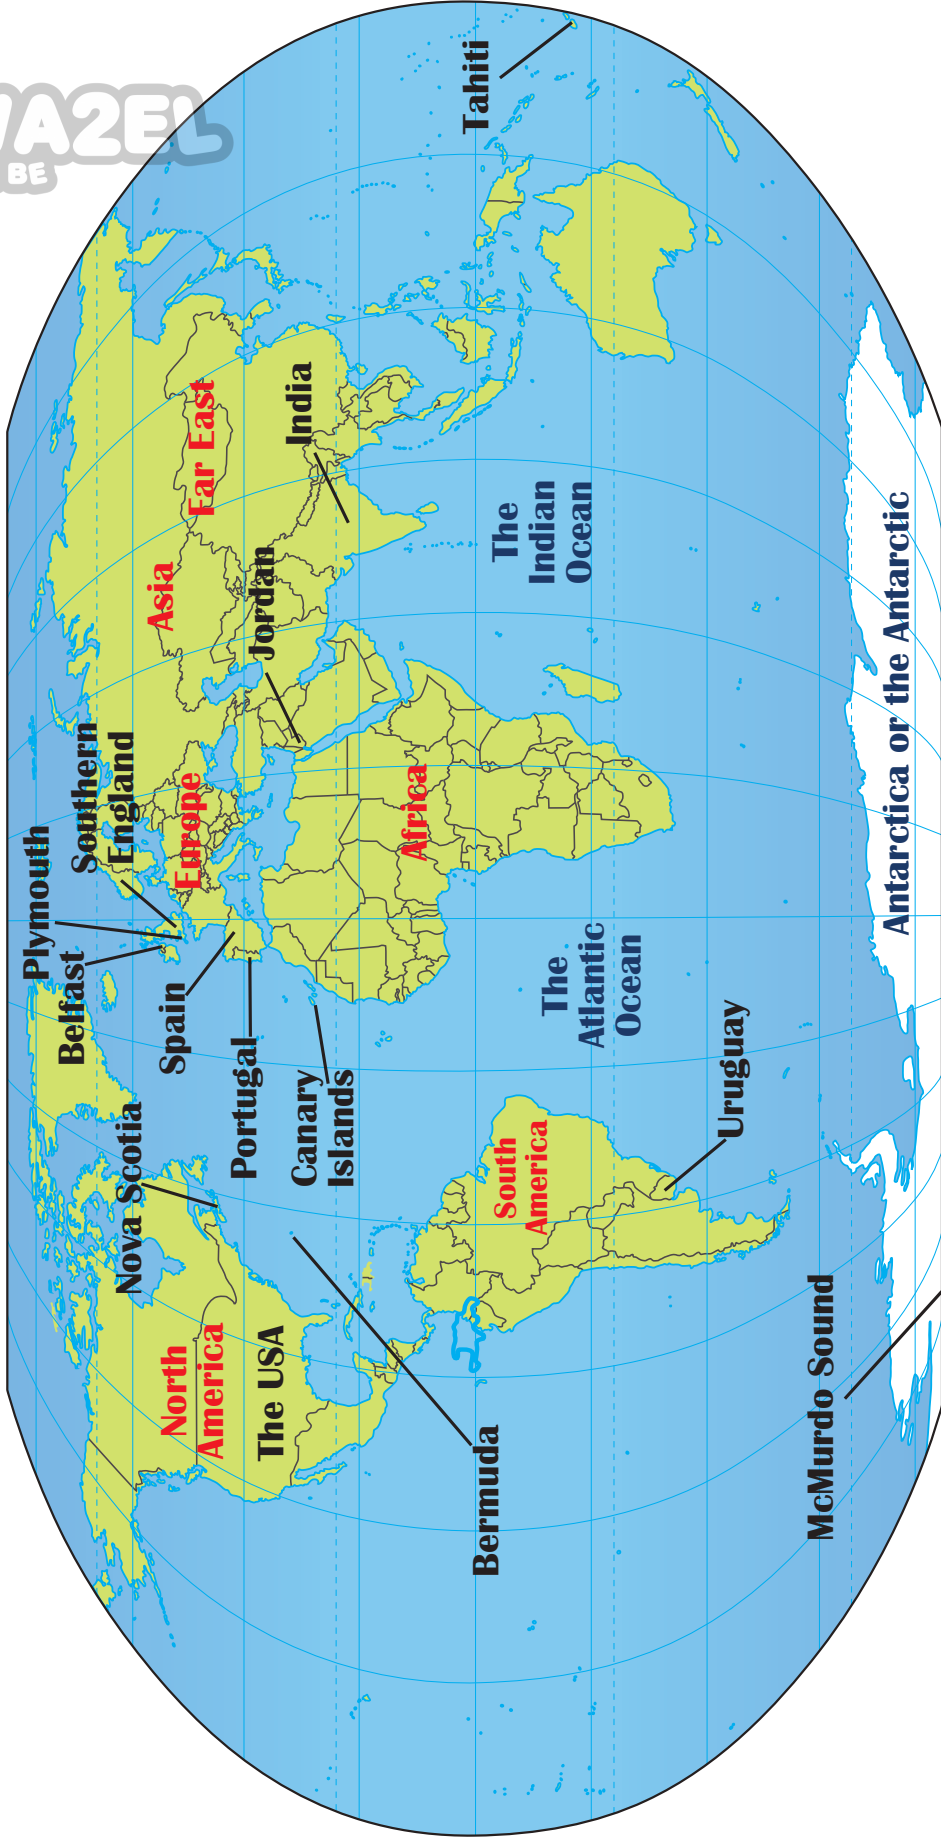 Plymouth
Southern
England
Belfast
Nova Scotia
Europe
Asia
Far East
Spain
Portugal
North
America
The USA
Jordan
India
Canary
Islands
Africa
Bermuda
Tahiti
South
America
The
Indian
Ocean
The
Atlantic
Ocean
Uruguay
McMurdo Sound
Antarctica or the Antarctic
A2EL
BE